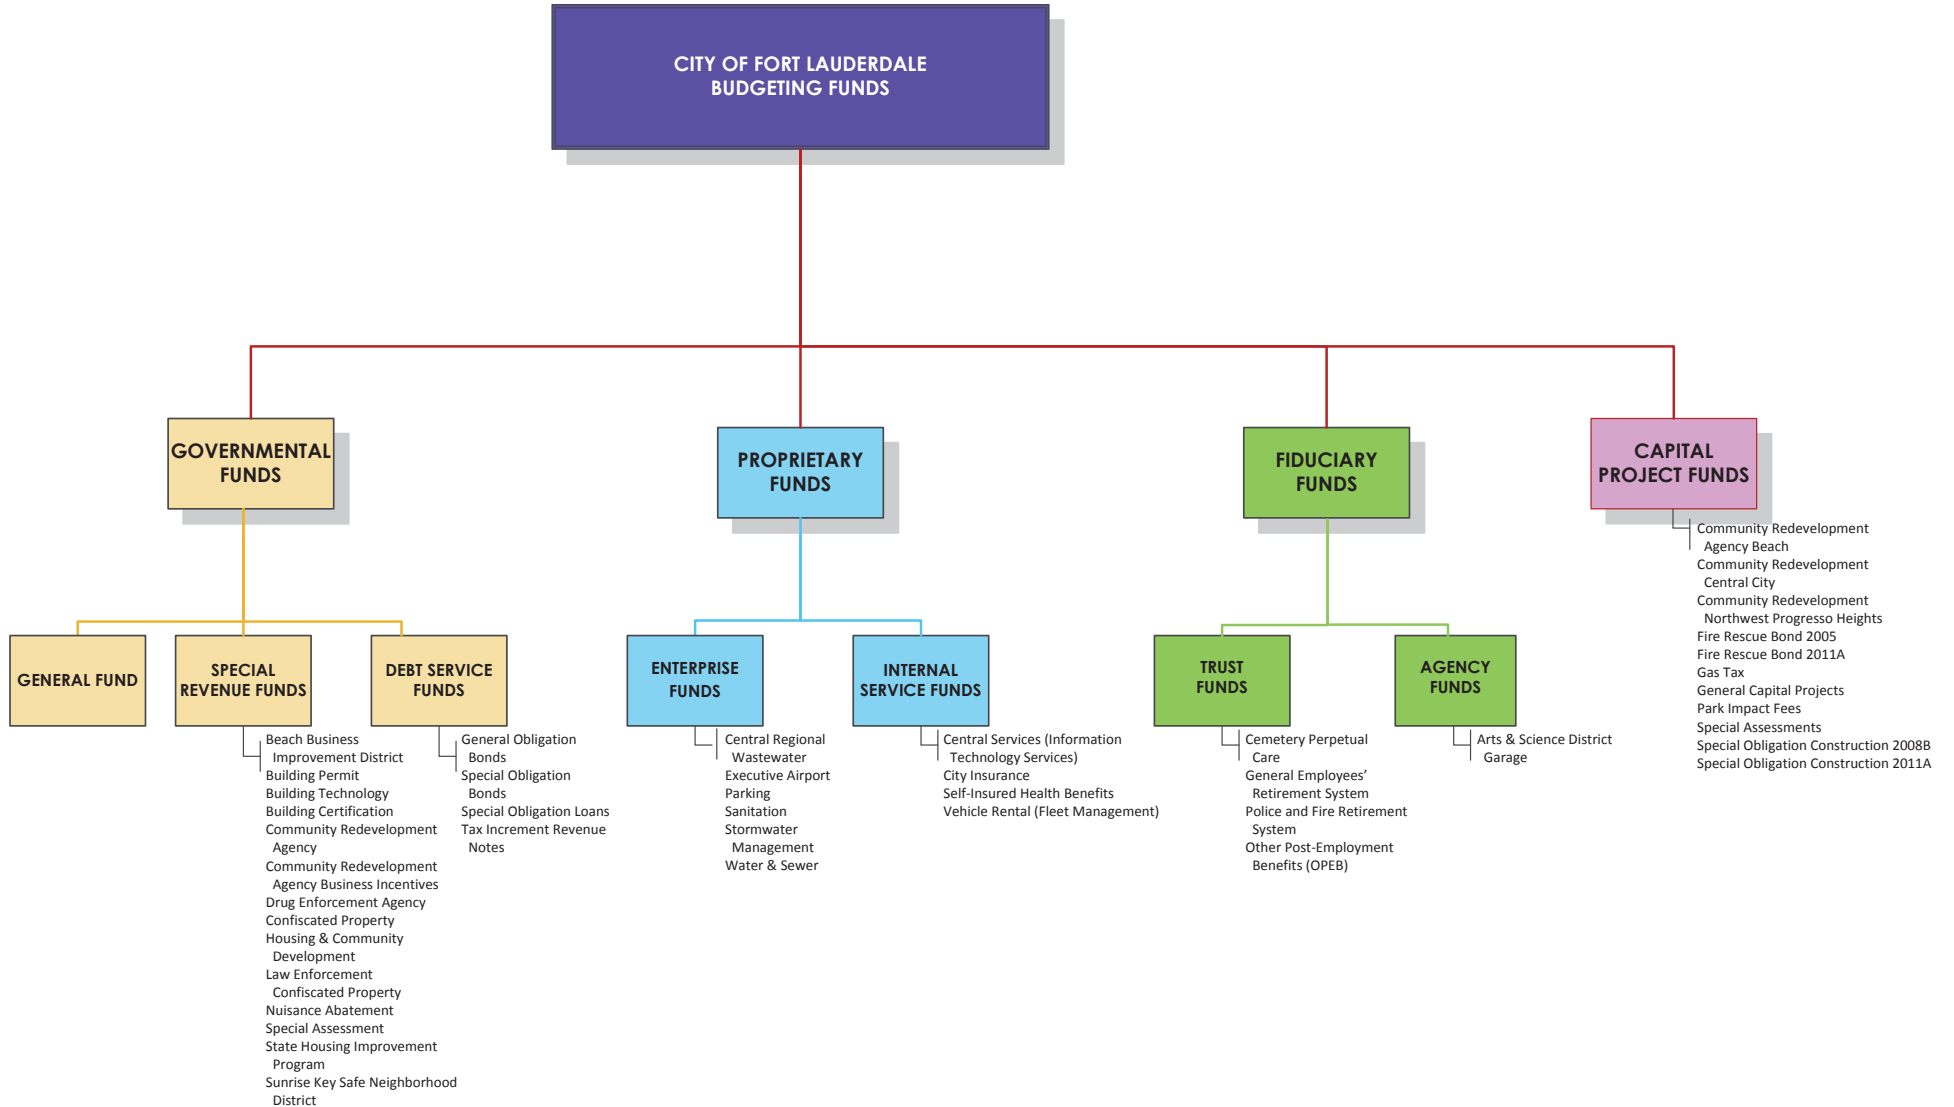 CITY OF FORT LAUDERDALE
BUDGETING FUNDS
GOVERNMENTAL
FUNDS
PROPRIETARY
FUNDS
FIDUCIARY
FUNDS
CAPITAL
PROJECT FUNDS
Community Redevelopment
Agency Beach
Community Redevelopment
Central City
Community Redevelopment
Northwest Progresso Heights
Fire Rescue Bond 2005
Fire Rescue Bond 2011A
Gas Tax
General Capital Projects
Park Impact Fees
Special Assessments
Special Obligation Construction 2008B
Special Obligation Construction 2011A
GENERAL FUND
SPECIAL
REVENUE FUNDS
Beach Business
Improvement District
Building Permit
Building Technology
Building Certification
Community Redevelopment
Agency
Community Redevelopment
Agency Business Incentives
Drug Enforcement Agency
Confiscated Property
Housing & Community
Development
Law Enforcement
Confiscated Property
Nuisance Abatement
Special Assessment
State Housing Improvement
Program
Sunrise Key Safe Neighborhood
District
DEBT SERVICE
FUNDS
General Obligation
Bonds
Special Obligation
Bonds
Special Obligation Loans
Tax Increment Revenue
Notes
ENTERPRISE
FUNDS
Central Regional
Wastewater
Executive Airport
Parking
Sanitation
Stormwater
Management
Water & Sewer
INTERNAL
SERVICE FUNDS
Central Services (Information
Technology Services)
City Insurance
Self-Insured Health Benefits
Vehicle Rental (Fleet Management)
TRUST
FUNDS
Cemetery Perpetual
Care
General Employees’
Retirement System
Police and Fire Retirement
System
Other Post-Employment
Benefits (OPEB)
AGENCY
FUNDS
Arts & Science District
Garage